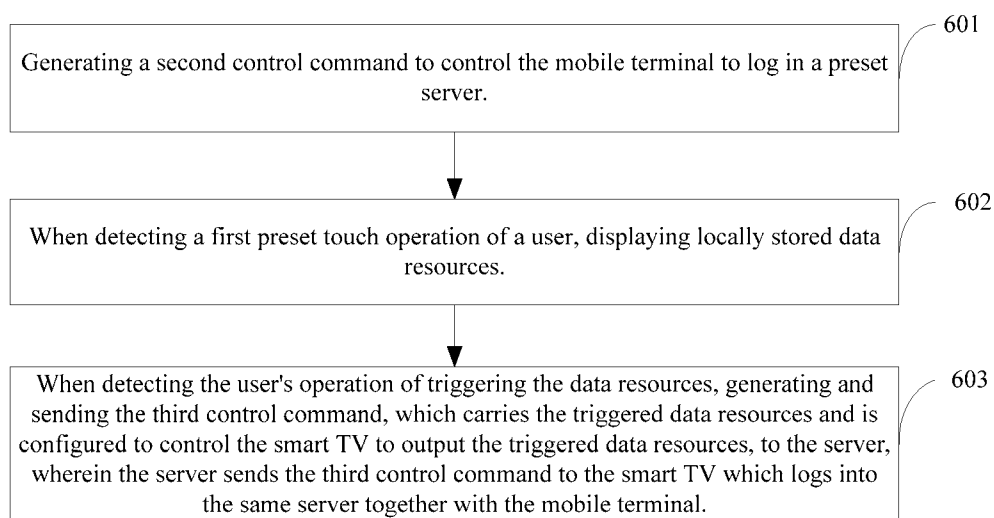 601
Generating a second control command to control the mobile terminal to log in a preset
server.
602
When detecting a first preset touch operation of a user, displaying locally stored data
resources.
603
When detecting the user's operation of triggering the data resources, generating and
sending the third control command, which carries the triggered data resources and is
configured to control the smart TV to output the triggered data resources, to the server,
wherein the server sends the third control command to the smart TV which logs into
the same server together with the mobile terminal.